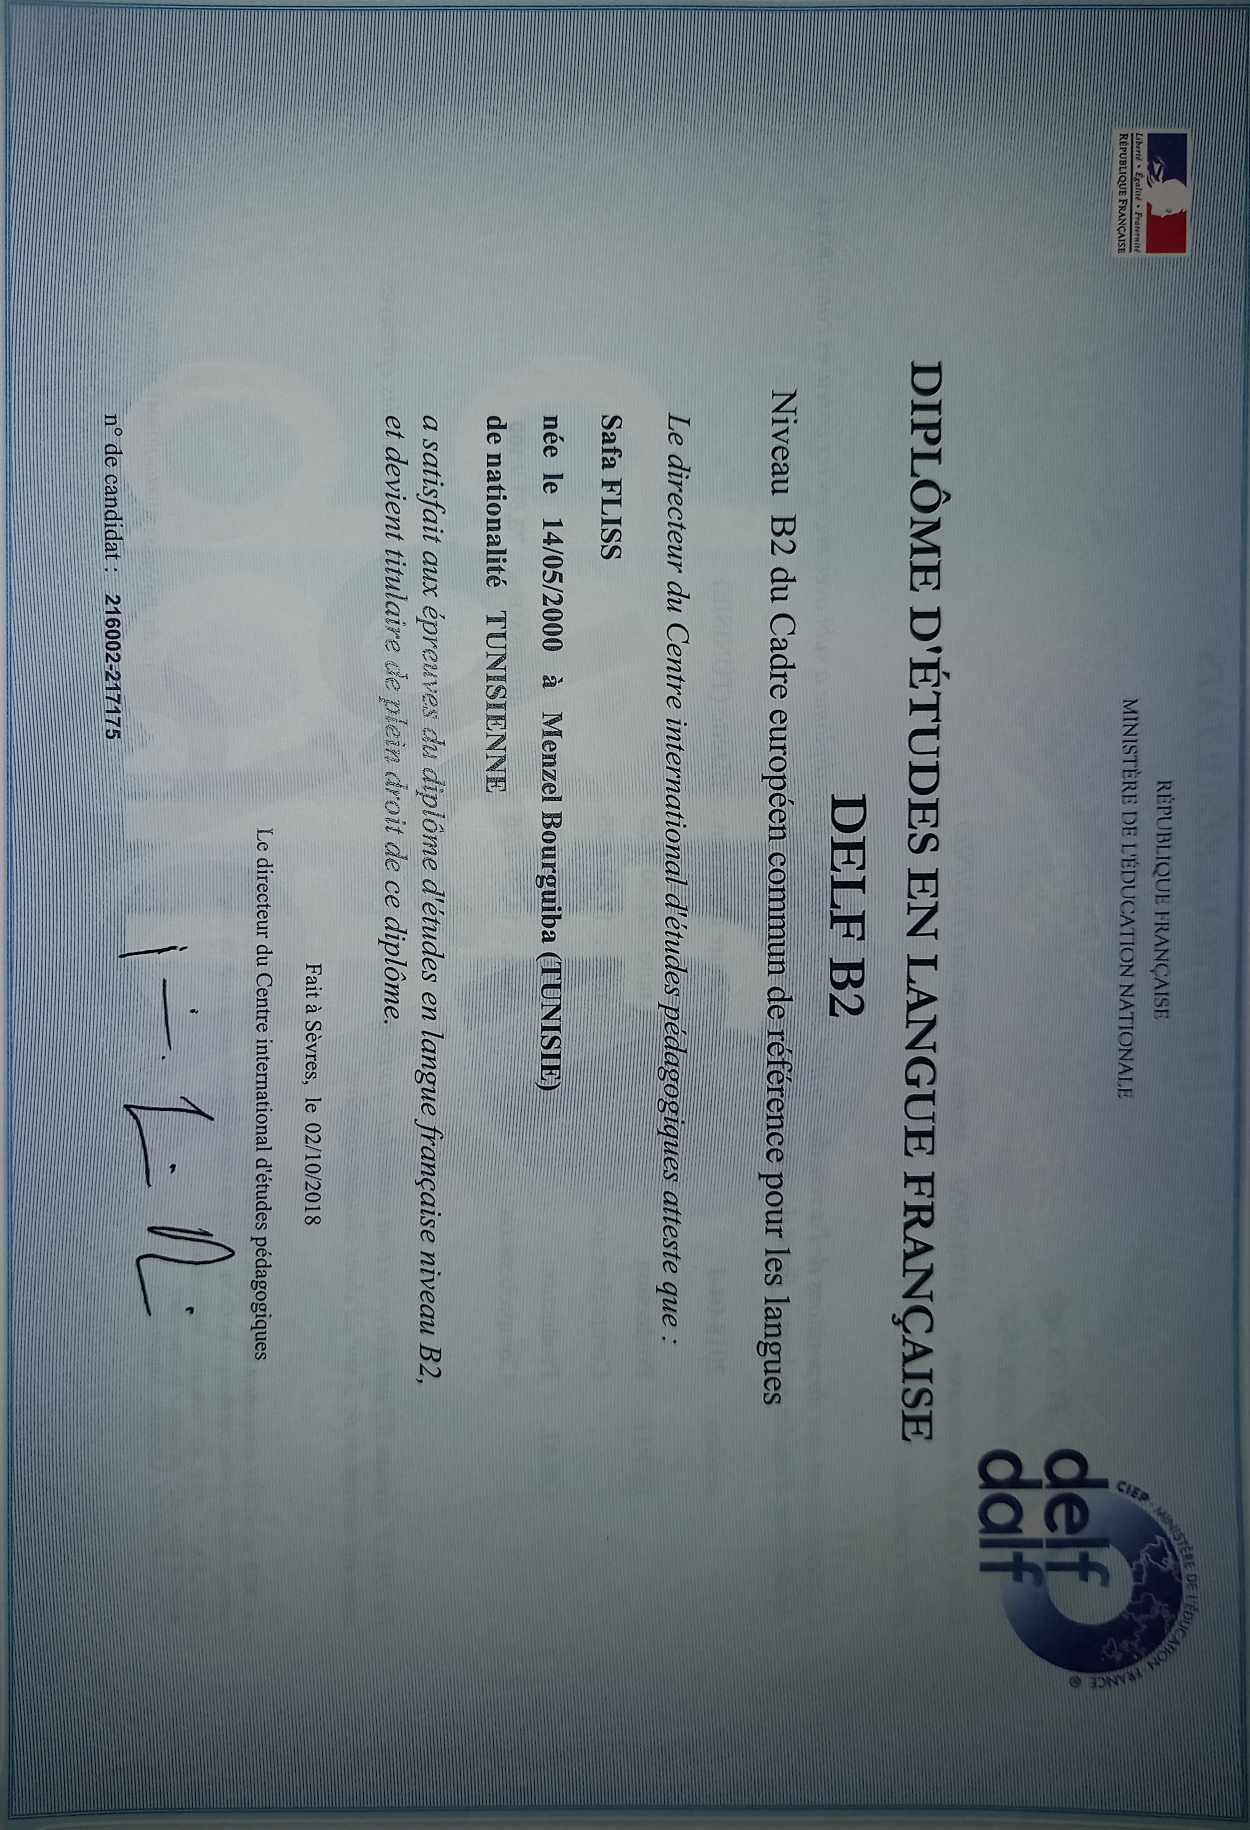 Liberté • Égalité • Fraternité
RÉPUBLIQUE FRANÇAISE
RÉPUBLIQUE FRANÇAISE
MINISTÈRE DE L'ÉDUCATION NATIONALE
CIEP - MINISTÈRE DE L'ÉDUCATION, FRANCE ®
delf
dalf
DIPLÔME D'ÉTUDES EN LANGUE FRANÇAISE
DELF B2
Niveau B2 du Cadre européen commun de référence pour les langues
Le directeur du Centre international d'études pédagogiques atteste que :
Safa FLISS
née le 14/05/2000 à Menzel Bourguiba (TUNISIE)
de nationalité TUNISIENNE
a satisfait aux épreuves du diplôme d'études en langue française niveau B2,
et devient titulaire de plein droit de ce diplôme.
Fait à Sèvres, le 02/10/2018
Le directeur du Centre international d'études pédagogiques
n° de candidat : 216002-217175